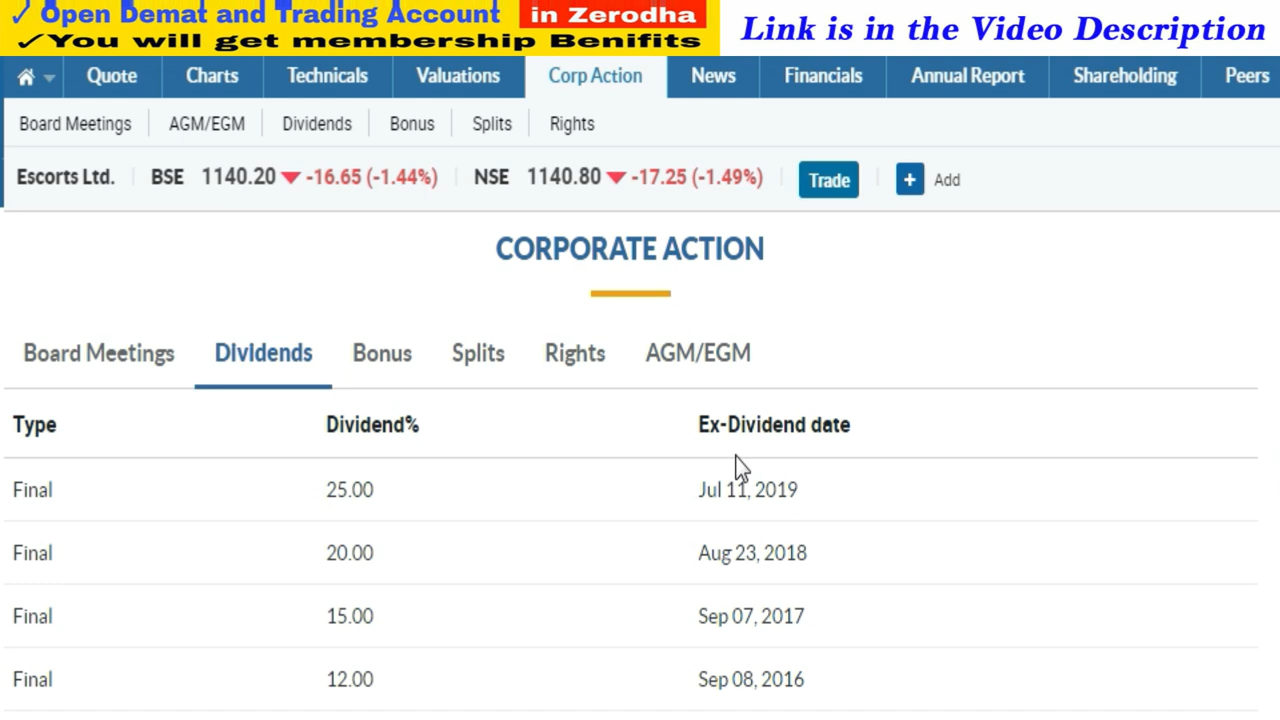 ✓ Open Demat and Trading Account in Zerodha
✓You will get membership Benifits
Link is in the Video Description
Quote Charts Technicals Valuations Corp Action News Financials Annual Report Shareholding Peers
Board Meetings AGM/EGM Dividends Bonus Splits Rights
Escorts Ltd. BSE 1140.20 ▼ -16.65 (-1.44%) NSE 1140.80 ▼ -17.25 (-1.49%) Trade + Add
CORPORATE ACTION
Board Meetings Dividends Bonus Splits Rights AGM/EGM
Type Dividend% Ex-Dividend date
Final 25.00 Jul 11, 2019
Final 20.00 Aug 23, 2018
Final 15.00 Sep 07, 2017
Final 12.00 Sep 08, 2016